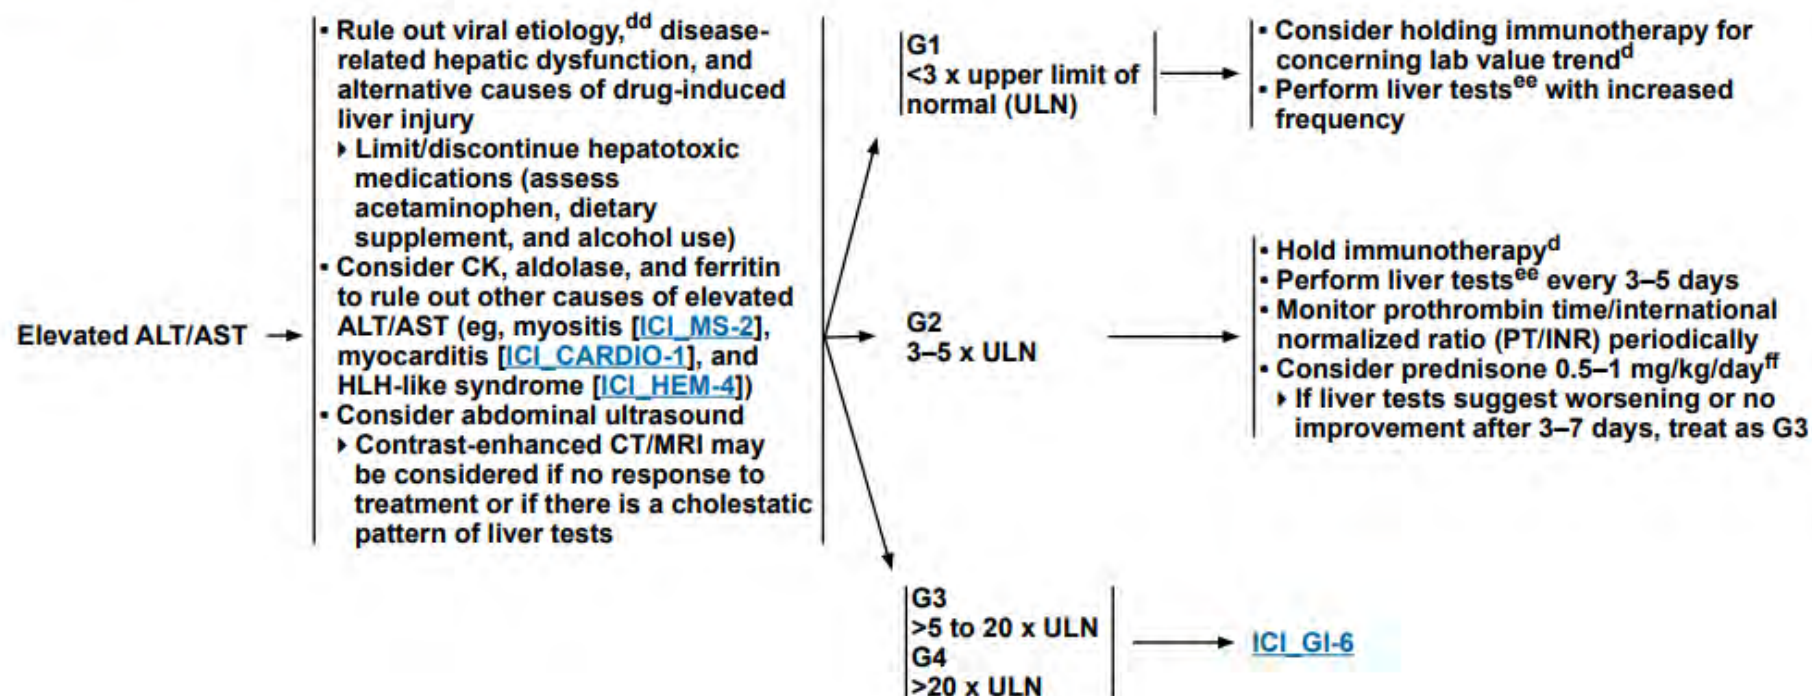 Elevated ALT/AST
• Rule out viral etiology,dd disease-
related hepatic dysfunction, and
alternative causes of drug-induced
liver injury
▸ Limit/discontinue hepatotoxic
medications (assess
acetaminophen, dietary
supplement, and alcohol use)
• Consider CK, aldolase, and ferritin
to rule out other causes of elevated
ALT/AST (eg, myositis [ICI_MS-2],
myocarditis [ICI_CARDIO-1], and
HLH-like syndrome [ICI_HEM-4])
• Consider abdominal ultrasound
▸ Contrast-enhanced CT/MRI may
be considered if no response to
treatment or if there is a cholestatic
pattern of liver tests
G1
<3 x upper limit of
normal (ULN)
• Consider holding immunotherapy for
concerning lab value trendd
• Perform liver testsee with increased
frequency
G2
3–5 x ULN
• Hold immunotherapyd
• Perform liver testsee every 3–5 days
• Monitor prothrombin time/international
normalized ratio (PT/INR) periodically
• Consider prednisone 0.5–1 mg/kg/dayff
▸ If liver tests suggest worsening or no
improvement after 3–7 days, treat as G3
G3
>5 to 20 x ULN
G4
>20 x ULN
ICI_GI-6